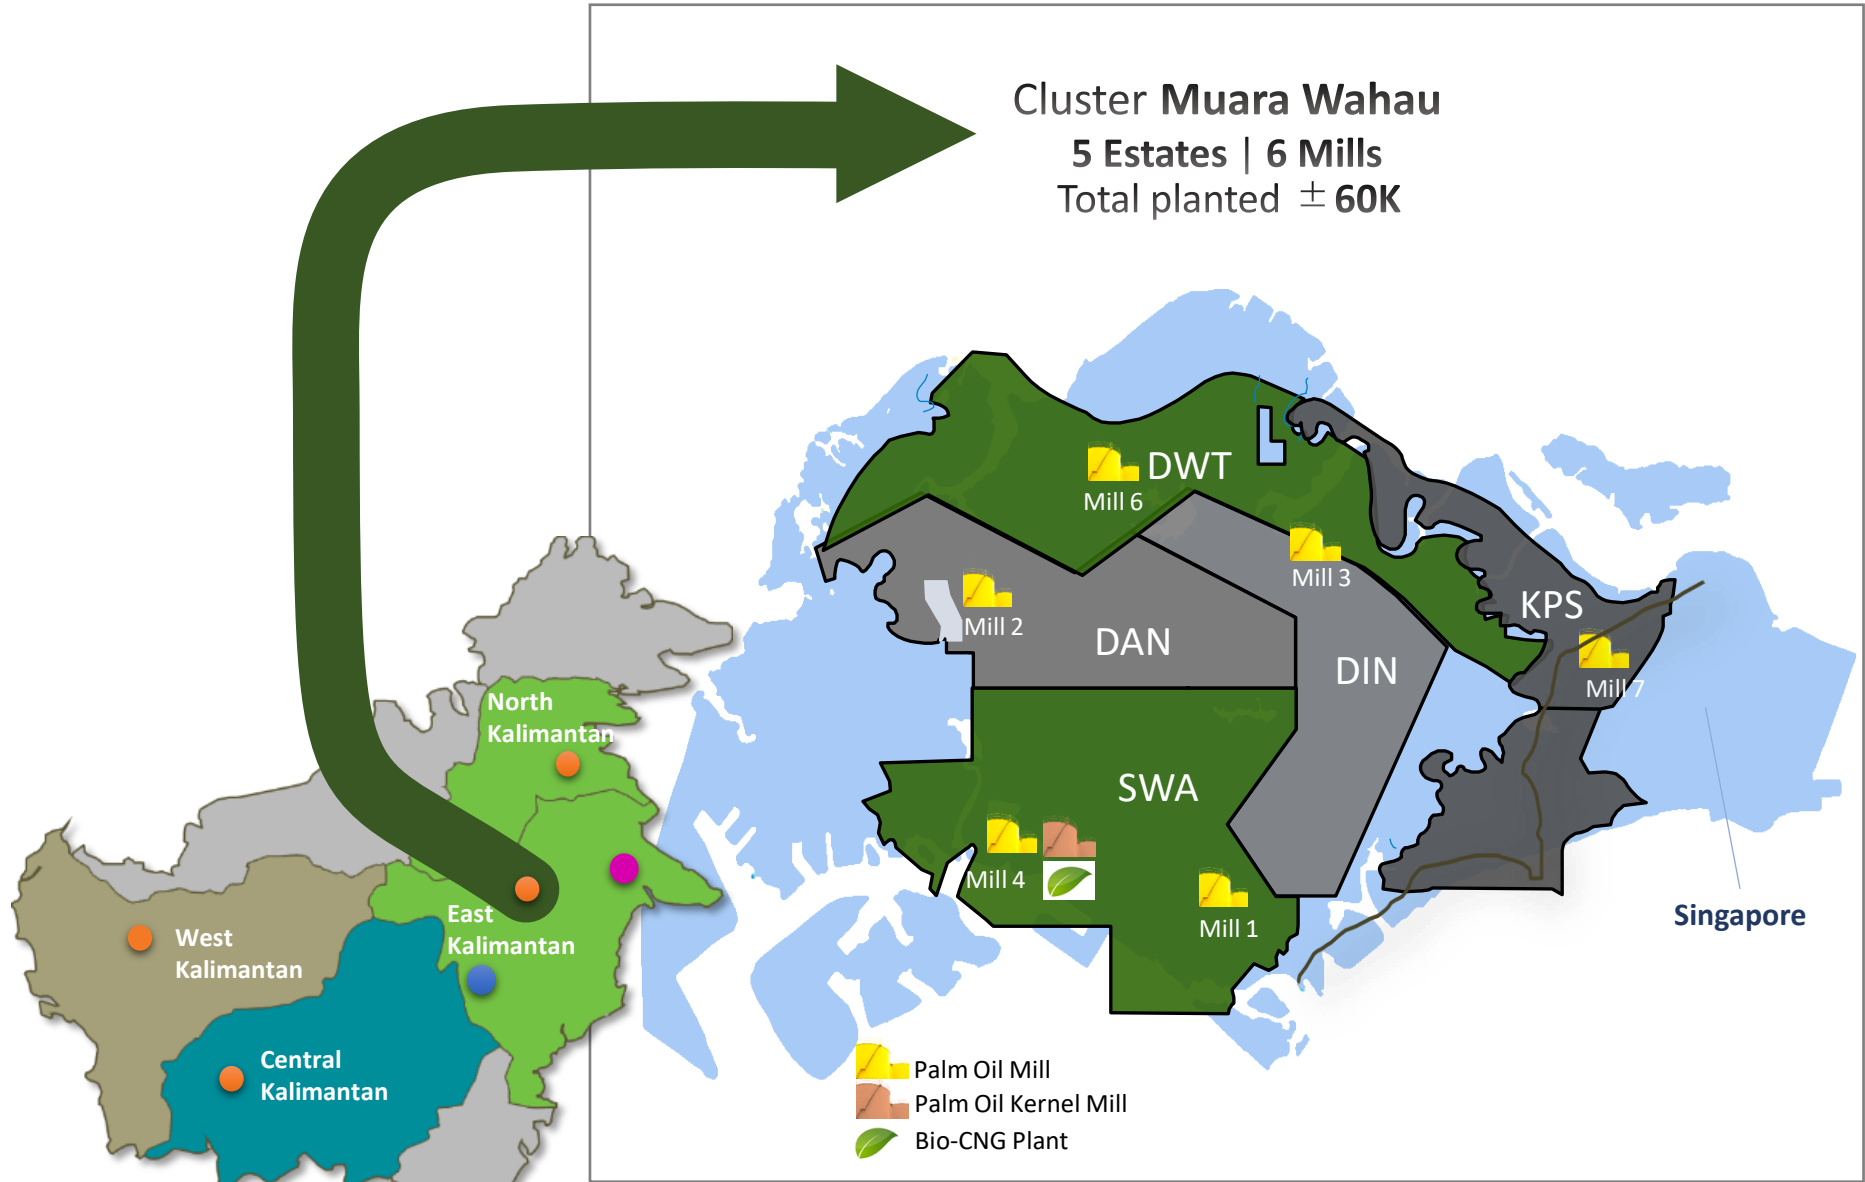 Cluster Muara Wahau
5 Estates | 6 Mills
Total planted ± 60K
DWT
Mill 6
Mill 3
KPS
Mill 2
DAN
DIN
Mill 7
North
Kalimantan
SWA
Mill 4
Mill 1
East
Kalimantan
West
Kalimantan
Singapore
Central
Kalimantan
Palm Oil Mill
Palm Oil Kernel Mill
Bio-CNG Plant